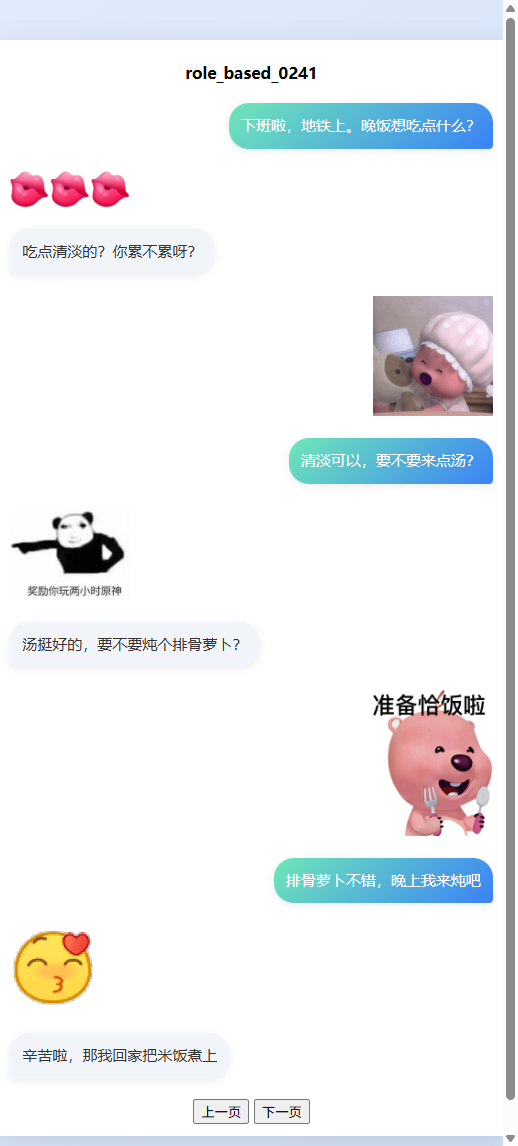 role_based_0241
下班啦，地铁上。晚饭想吃点什么？
吃点清淡的？你累不累呀？
清淡可以，要不要来点汤？
奖励你玩两小时原神
汤挺好的，要不要炖个排骨萝卜？
准备恰饭啦
排骨萝卜不错，晚上我来炖吧
辛苦啦，那我回家把米饭煮上
上一页 下一页